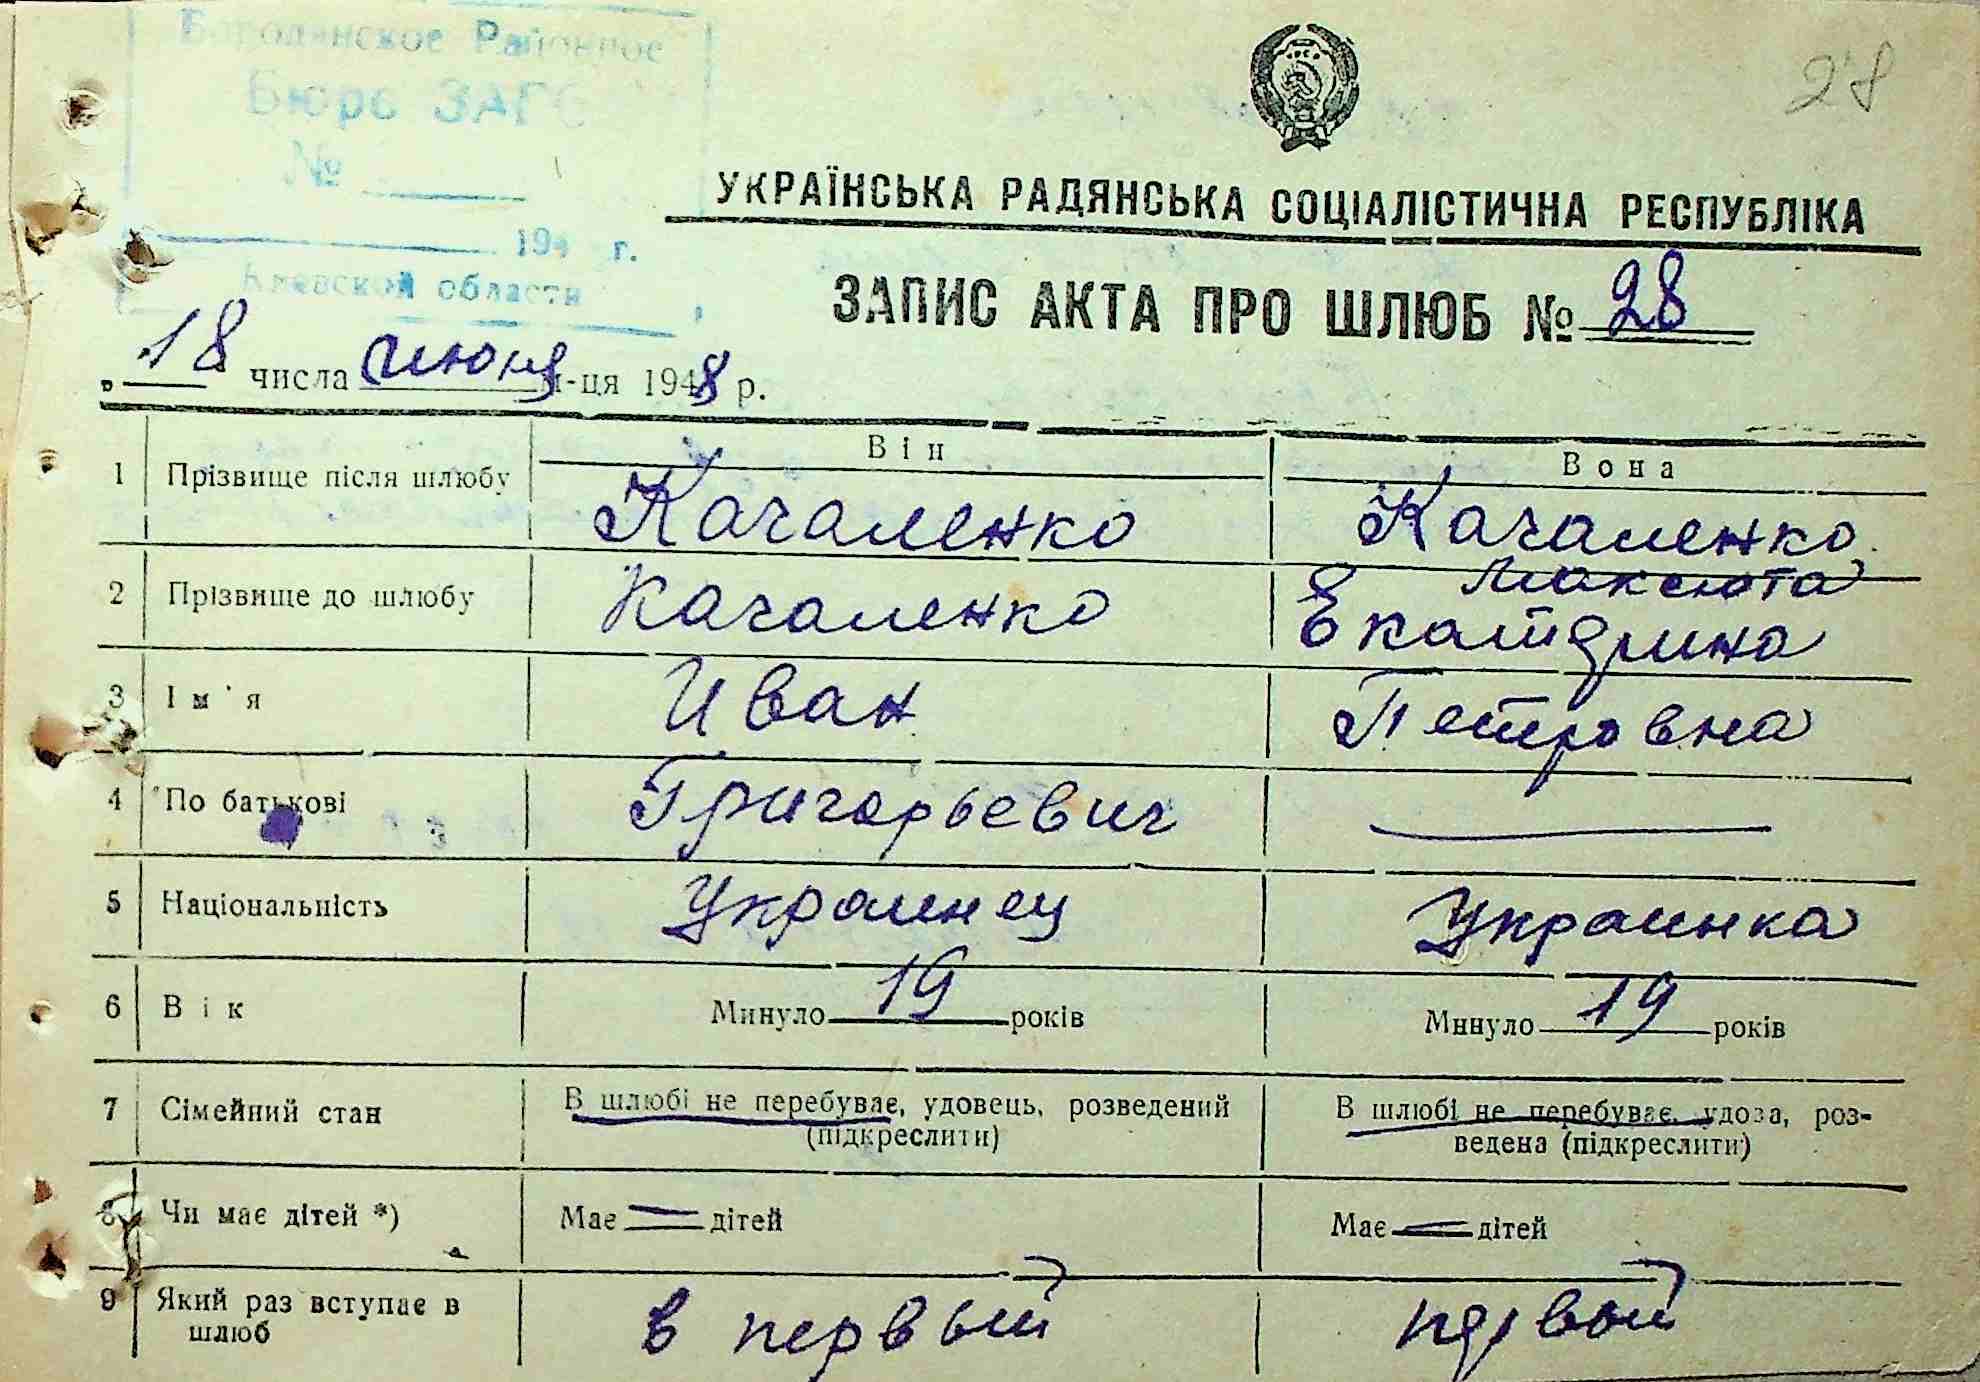 Бородянское Районное
Бюро ЗАГС
№
194 г.
Киевской области
28
УКРАЇНСЬКА РАДЯНСЬКА СОЦІАЛІСТИЧНА РЕСПУБЛІКА
ЗАПИС АКТА ПРО ШЛЮБ № 28
18 числа июня м-ця 1948 р.
Він Вона
1 Прізвище після шлюбу Качаленко Качаленко
Максюта
2 Прізвище до шлюбу Качаленко Екатерина
3 Ім'я Иван Петровна
4 По батькові Григорьевич
5 Національність Украинец Украинка
6 Вік Минуло 19 років Минуло 19 років
7 Сімейний стан В шлюбі не перебуває, удовець, розведений (підкреслити) В шлюбі не перебуває, удова, роз-
ведена (підкреслити)
8 Чи має дітей *) Має дітей Має дітей
9 Який раз вступає в
шлюб в первый первый